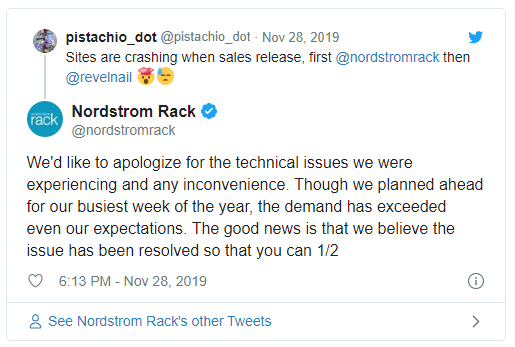 pistachio_dot @pistachio_dot · Nov 28, 2019
Sites are crashing when sales release, first @nordstromrack then
@revelnail 🤯😓
rack
Nordstrom Rack
@nordstromrack
We'd like to apologize for the technical issues we were
experiencing and any inconvenience. Though we planned ahead
for our busiest week of the year, the demand has exceeded
even our expectations. The good news is that we believe the
issue has been resolved so that you can 1/2
6:13 PM - Nov 28, 2019
See Nordstrom Rack's other Tweets